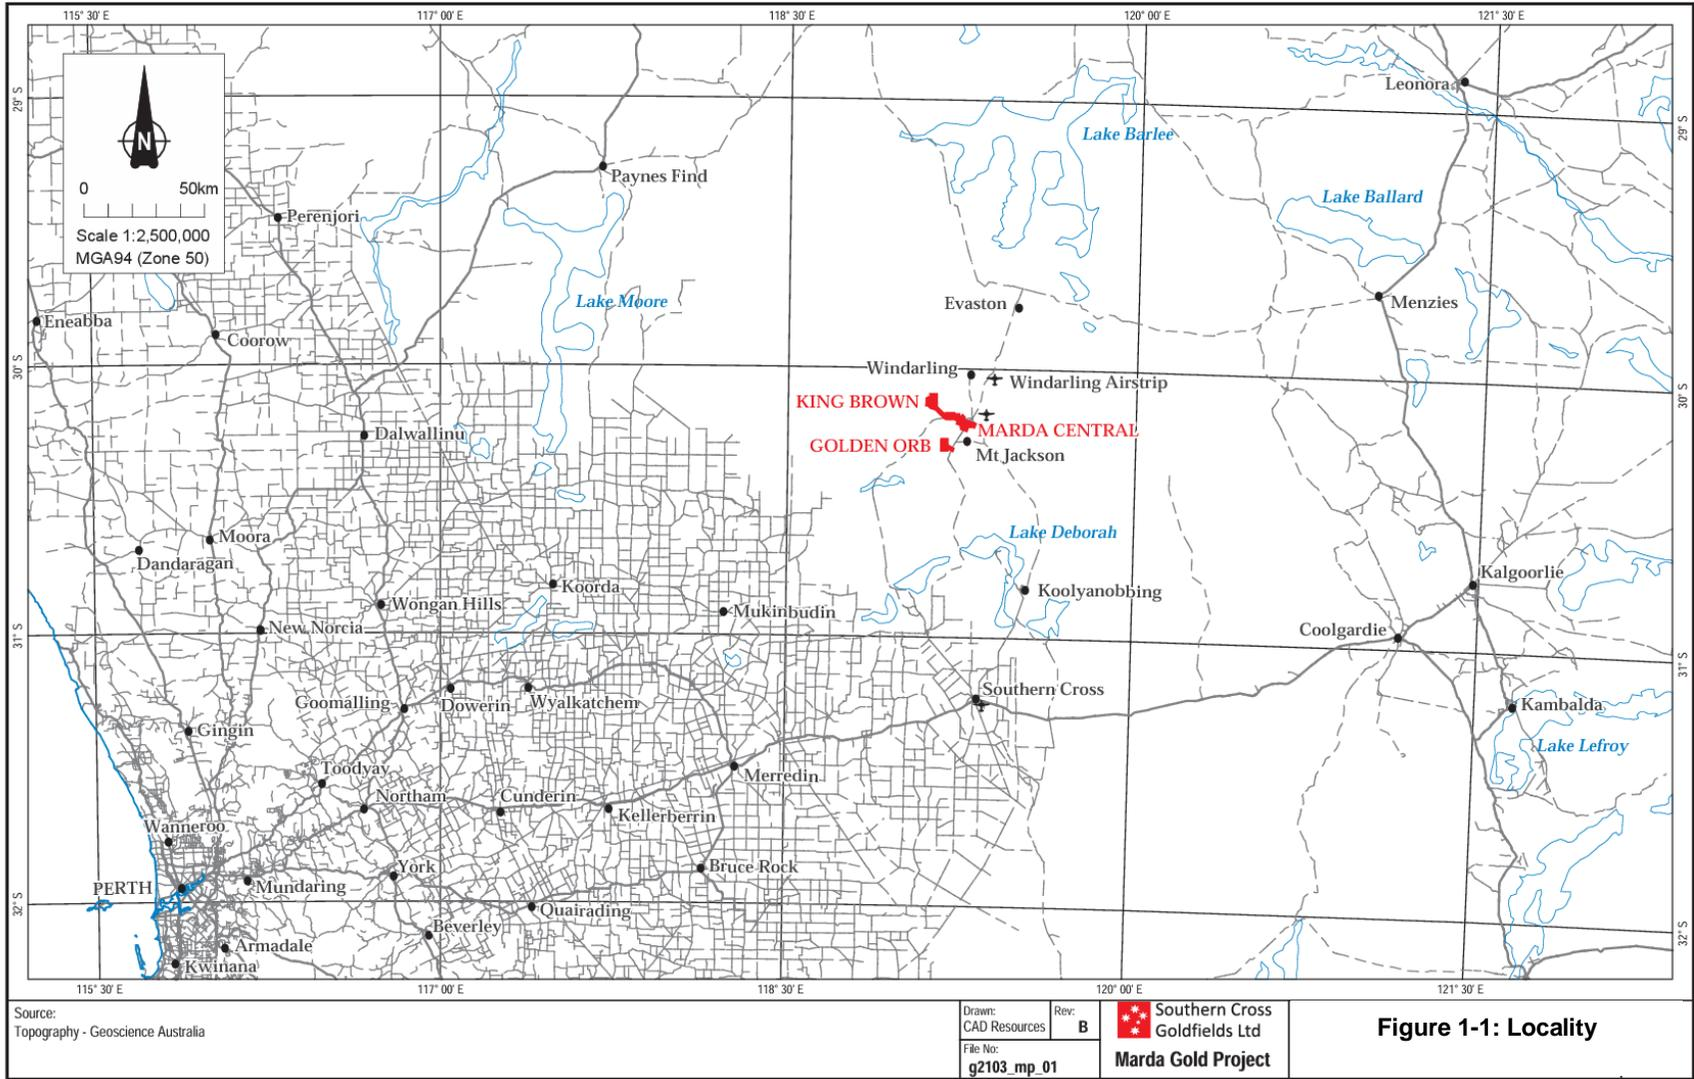 115° 30' E
117° 00' E
118° 30' E
120° 00' E
121° 30' E
29° S
29° S
30° S
30° S
31° S
31° S
32° S
32° S
N
0 50km
Scale 1:2,500,000
MGA94 (Zone 50)
Leonora
Lake Barlee
Paynes Find
Lake Ballard
Perenjori
Lake Moore
Evaston
Menzies
Eneabba
Coorow
Windarling
Windarling Airstrip
KING BROWN
MARDA CENTRAL
GOLDEN ORB
Mt Jackson
Dalwallinu
Lake Deborah
Moora
Dandaragan
Koorda
Kalgoorlie
Koolyanobbing
Wongan Hills
Mukinbudin
New Norcia
Coolgardie
Southern Cross
Goomalling
Dowerin
Wyalkatchem
Kambalda
Gingin
Lake Lefroy
Toodyay
Merredin
Northam
Cunderin
Kellerberrin
Wanneroo
York
Bruce Rock
PERTH
Mundaring
Quairading
Beverley
Armadale
Kwinana
115° 30' E
117° 00' E
118° 30' E
120° 00' E
121° 30' E
Source:
Topography - Geoscience Australia
Drawn:
CAD Resources
Rev:
B
File No:
g2103_mp_01
Southern Cross
Goldfields Ltd
Marda Gold Project
Figure 1-1: Locality